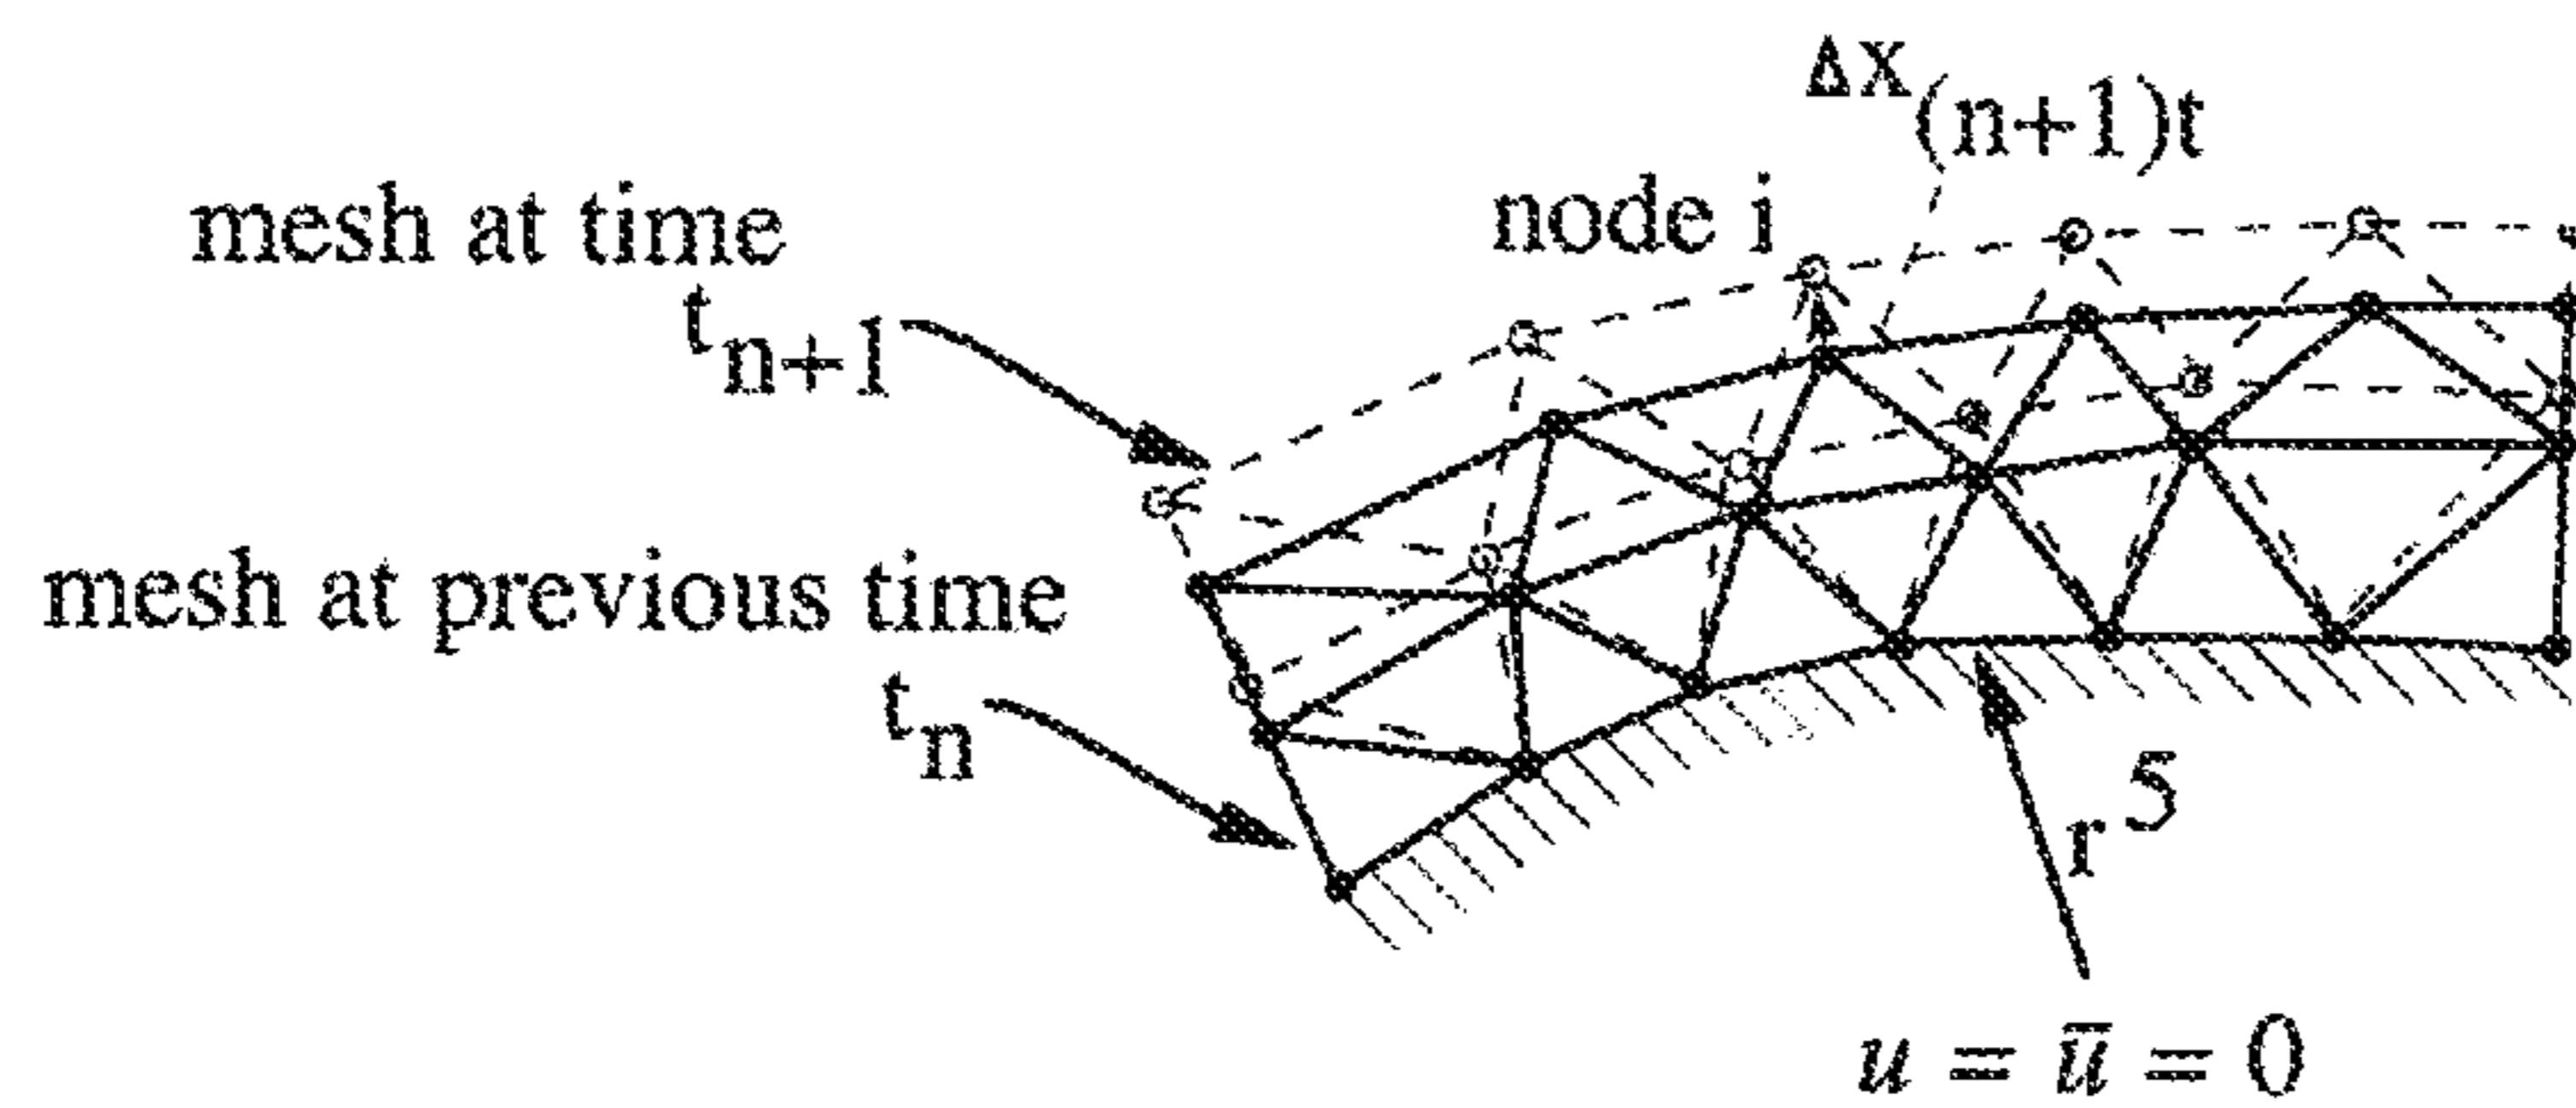 Δx(n+1)t
node i
mesh at time
tn+1
mesh at previous time
tn
r5
u = ū = 0